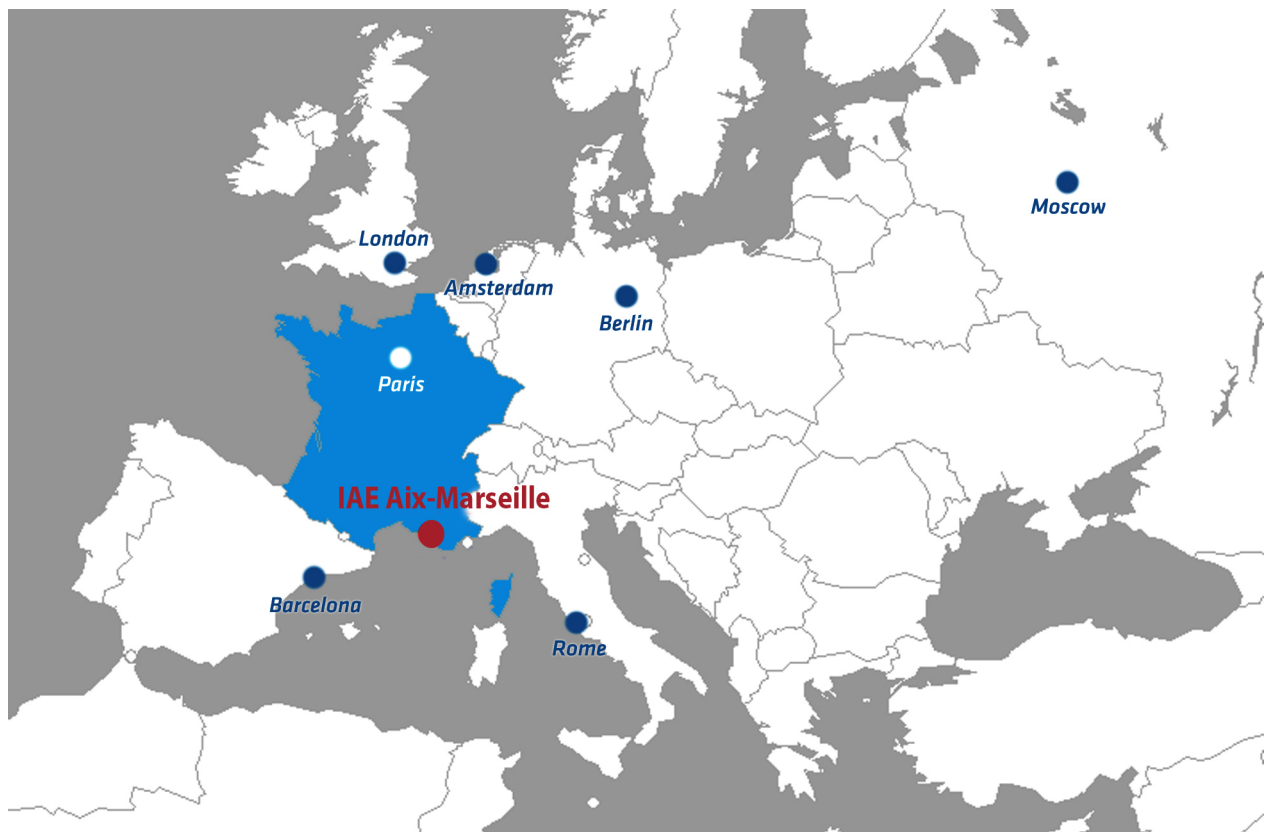 Moscow
London
Amsterdam
Berlin
Paris
IAE Aix-Marseille
Barcelona
Rome